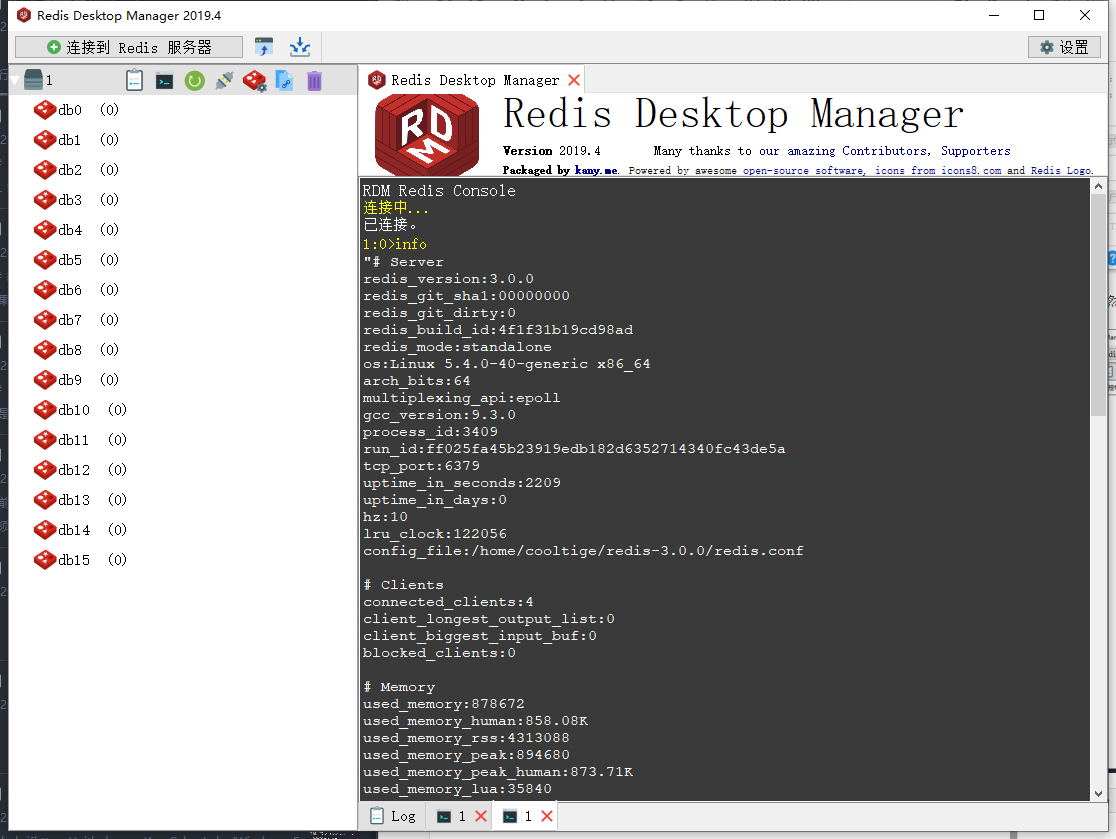 Redis Desktop Manager 2019.4
连接到 Redis 服务器
设置
1
db0 (0)
db1 (0)
db2 (0)
db3 (0)
db4 (0)
db5 (0)
db6 (0)
db7 (0)
db8 (0)
db9 (0)
db10 (0)
db11 (0)
db12 (0)
db13 (0)
db14 (0)
db15 (0)
Redis Desktop Manager
RDM
Redis Desktop Manager
Version 2019.4 Many thanks to our amazing Contributors, Supporters
Packaged by kany.me. Powered by awesome open-source software, icons from icons8.com and Redis Logo.
RDM Redis Console
连接中...
已连接。
1:0>info
"# Server
redis_version:3.0.0
redis_git_sha1:00000000
redis_git_dirty:0
redis_build_id:4f1f31b19cd98ad
redis_mode:standalone
os:Linux 5.4.0-40-generic x86_64
arch_bits:64
multiplexing_api:epoll
gcc_version:9.3.0
process_id:3409
run_id:ff025fa45b23919edb182d6352714340fc43de5a
tcp_port:6379
uptime_in_seconds:2209
uptime_in_days:0
hz:10
lru_clock:122056
config_file:/home/cooltige/redis-3.0.0/redis.conf
# Clients
connected_clients:4
client_longest_output_list:0
client_biggest_input_buf:0
blocked_clients:0
# Memory
used_memory:878672
used_memory_human:858.08K
used_memory_rss:4313088
used_memory_peak:894680
used_memory_peak_human:873.71K
used_memory_lua:35840
Log
1
1